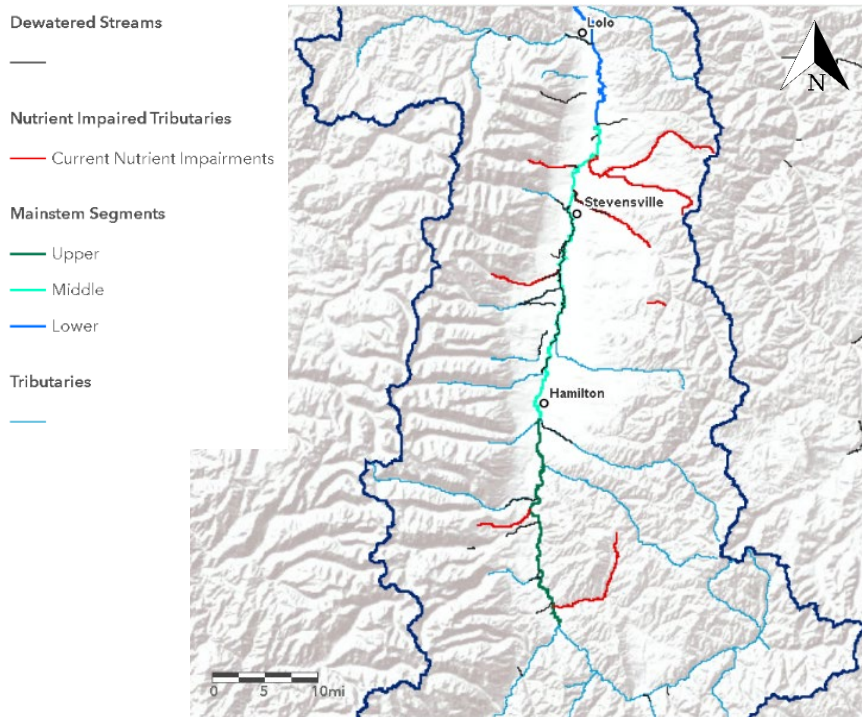 Dewatered Streams
Nutrient Impaired Tributaries
Current Nutrient Impairments
Mainstem Segments
Upper
Middle
Lower
Tributaries
Lolo
N
Stevensville
Hamilton
0 5 10mi